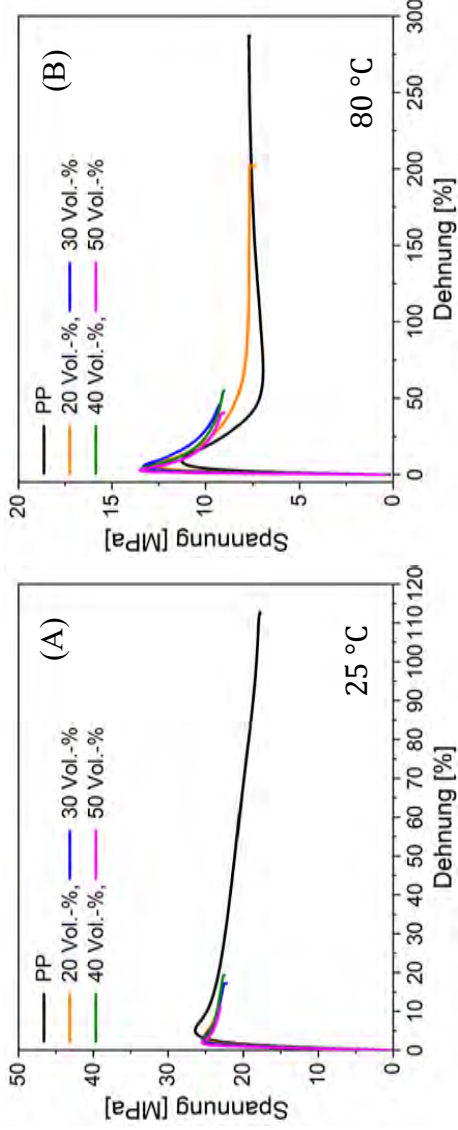 (A)
PP
20 Vol.-%, 30 Vol.-%
40 Vol.-%, 50 Vol.-%
25 °C
50
40
30
20
10
0
Spannung [MPa]
0 10 20 30 40 50 60 70 80 90 100 110 120
Dehnung [%]
(B)
PP
20 Vol.-%, 30 Vol.-%
40 Vol.-%, 50 Vol.-%
80 °C
20
15
10
5
0
Spannung [MPa]
0 50 100 150 200 250 300
Dehnung [%]